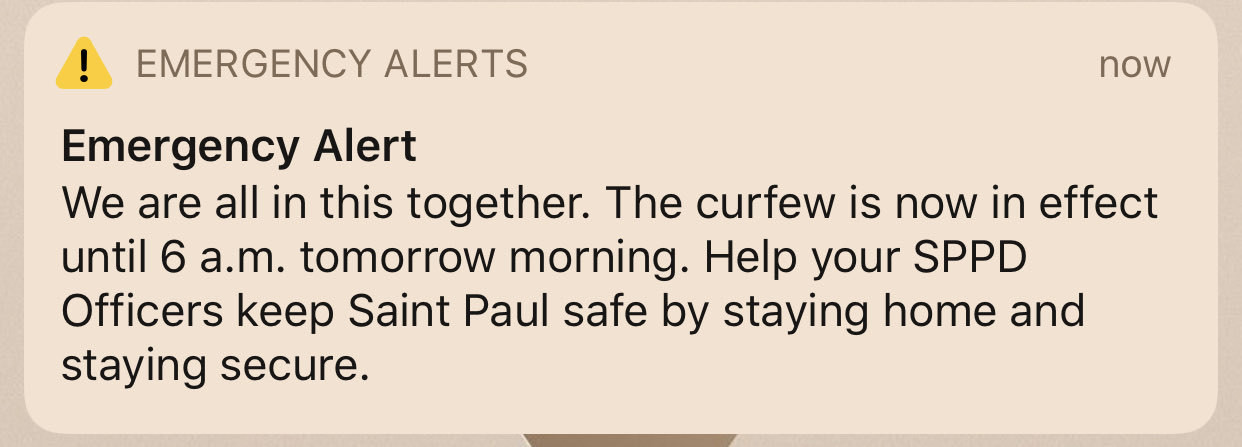 EMERGENCY ALERTS now
Emergency Alert
We are all in this together. The curfew is now in effect
until 6 a.m. tomorrow morning. Help your SPPD
Officers keep Saint Paul safe by staying home and
staying secure.